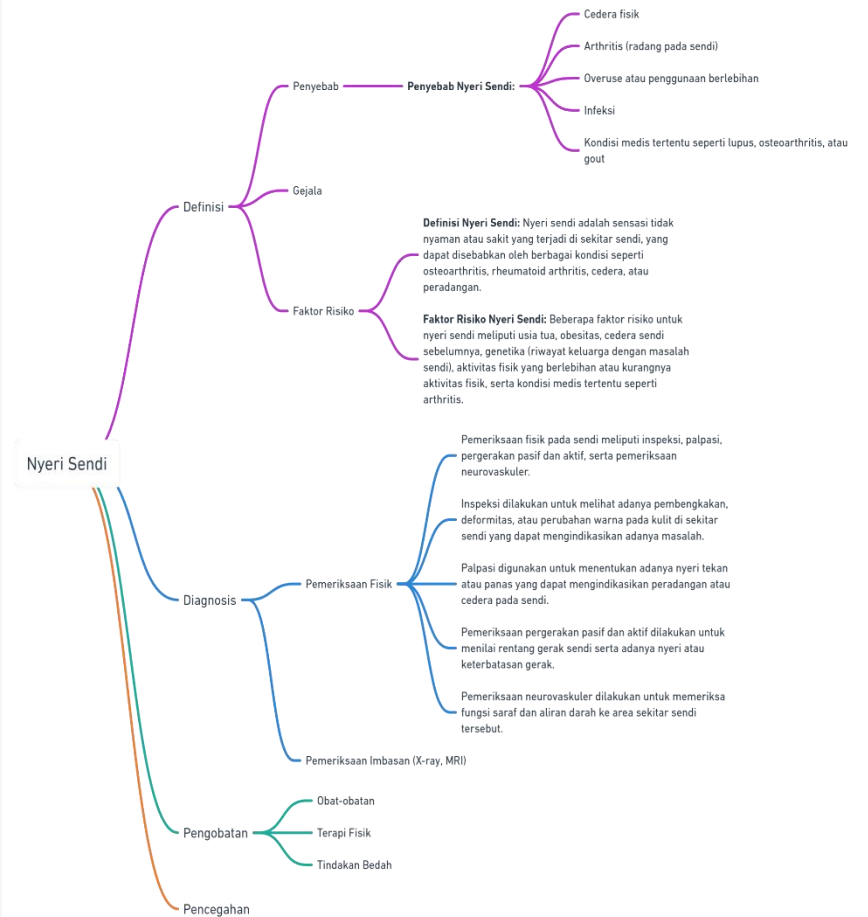 Nyeri Sendi
Definisi
Penyebab
Penyebab Nyeri Sendi:
Cedera fisik
Arthritis (radang pada sendi)
Overuse atau penggunaan berlebihan
Infeksi
Kondisi medis tertentu seperti lupus, osteoarthritis, atau
gout
Gejala
Faktor Risiko
Definisi Nyeri Sendi: Nyeri sendi adalah sensasi tidak
nyaman atau sakit yang terjadi di sekitar sendi, yang
dapat disebabkan oleh berbagai kondisi seperti
osteoarthritis, rheumatoid arthritis, cedera, atau
peradangan.
Faktor Risiko Nyeri Sendi: Beberapa faktor risiko untuk
nyeri sendi meliputi usia tua, obesitas, cedera sendi
sebelumnya, genetika (riwayat keluarga dengan masalah
sendi), aktivitas fisik yang berlebihan atau kurangnya
aktivitas fisik, serta kondisi medis tertentu seperti
arthritis.
Diagnosis
Pemeriksaan Fisik
Pemeriksaan fisik pada sendi meliputi inspeksi, palpasi,
pergerakan pasif dan aktif, serta pemeriksaan
neurovaskuler.
Inspeksi dilakukan untuk melihat adanya pembengkakan,
deformitas, atau perubahan warna pada kulit di sekitar
sendi yang dapat mengindikasikan adanya masalah.
Palpasi digunakan untuk menentukan adanya nyeri tekan
atau panas yang dapat mengindikasikan peradangan atau
cedera pada sendi.
Pemeriksaan pergerakan pasif dan aktif dilakukan untuk
menilai rentang gerak sendi serta adanya nyeri atau
keterbatasan gerak.
Pemeriksaan neurovaskuler dilakukan untuk memeriksa
fungsi saraf dan aliran darah ke area sekitar sendi
tersebut.
Pemeriksaan Imbasan (X-ray, MRI)
Pengobatan
Obat-obatan
Terapi Fisik
Tindakan Bedah
Pencegahan